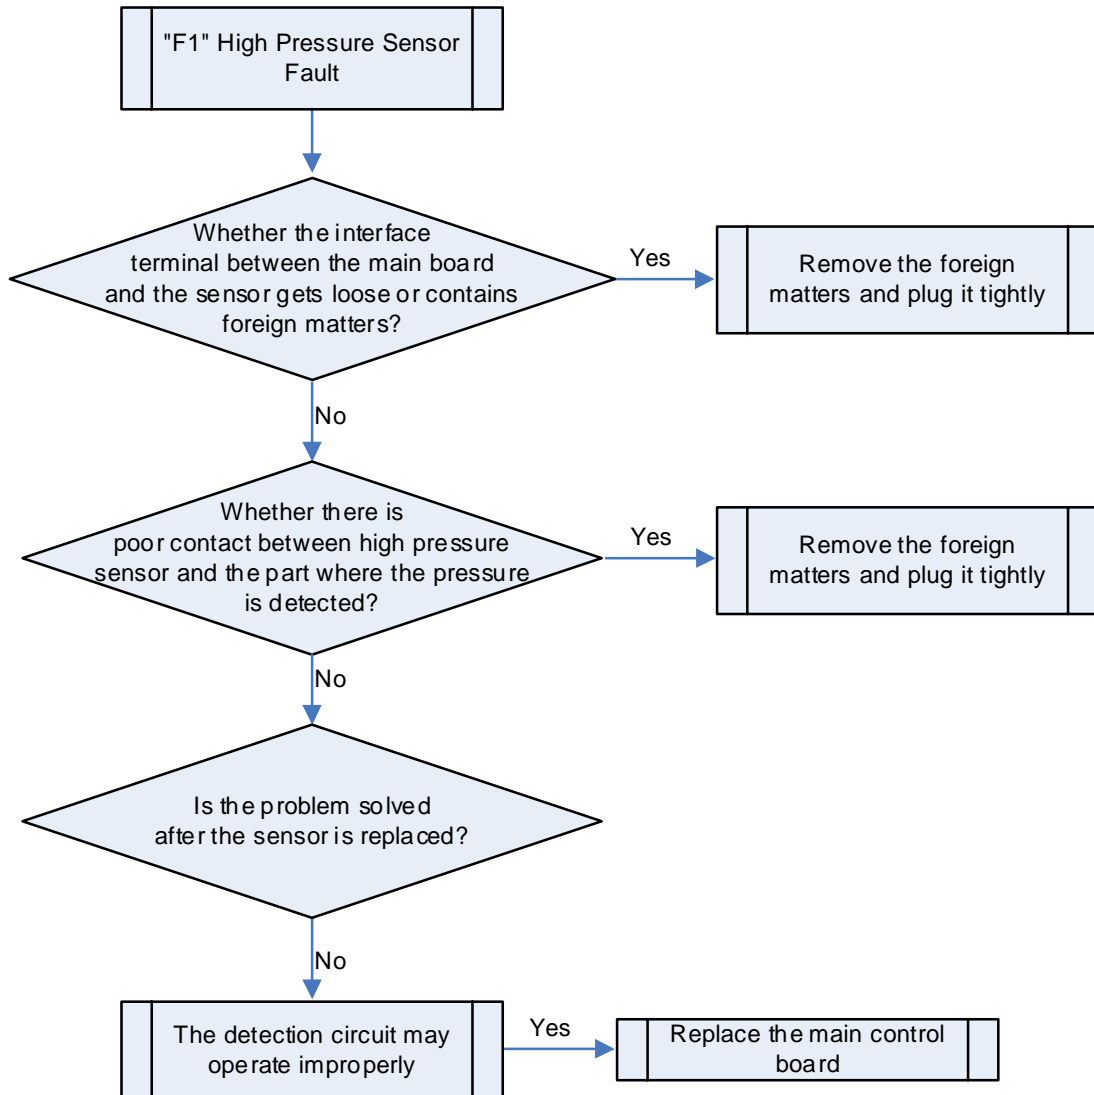 "F1" High Pressure Sensor
Fault
Whether the interface
terminal between the main board
and the sensor gets loose or contains
foreign matters?
Yes
Remove the foreign
matters and plug it tightly
No
Whether there is
poor contact between high pressure
sensor and the part where the pressure
is detected?
Yes
Remove the foreign
matters and plug it tightly
No
Is the problem solved
after the sensor is replaced?
No
The detection circuit may
operate improperly
Yes
Replace the main control
board